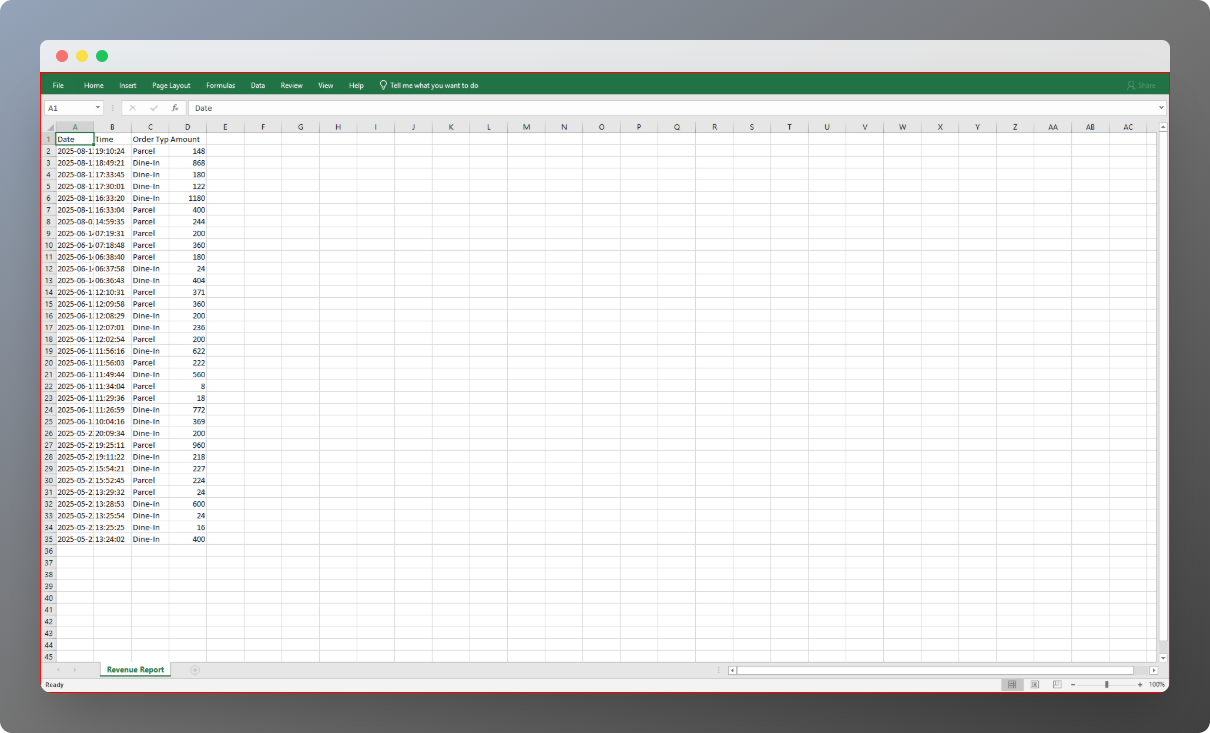 File Home Insert Page Layout Formulas Data Review View Help Tell me what you want to do Share
A1 fx Date
A B C D E F G H I J K L M N O P Q R S T U V W X Y Z AA AB AC
1 Date Time Order Typ Amount
2 2025-08-1 19:10:24 Parcel 148
3 2025-08-1 18:49:21 Dine-In 868
4 2025-08-1 17:33:45 Dine-In 180
5 2025-08-1 17:30:01 Dine-In 122
6 2025-08-1 16:33:20 Dine-In 1180
7 2025-08-1 16:33:04 Parcel 400
8 2025-08-0 14:59:35 Parcel 244
9 2025-06-14 07:19:31 Parcel 200
10 2025-06-14 07:18:48 Parcel 360
11 2025-06-14 06:38:40 Parcel 180
12 2025-06-14 06:37:58 Dine-In 24
13 2025-06-14 06:36:43 Dine-In 404
14 2025-06-1 12:10:31 Parcel 371
15 2025-06-1 12:09:58 Parcel 360
16 2025-06-1 12:08:29 Dine-In 200
17 2025-06-1 12:07:01 Dine-In 236
18 2025-06-1 12:02:54 Parcel 200
19 2025-06-1 11:56:16 Dine-In 622
20 2025-06-1 11:56:03 Parcel 222
21 2025-06-1 11:49:44 Dine-In 560
22 2025-06-1 11:34:04 Parcel 8
23 2025-06-1 11:29:36 Parcel 18
24 2025-06-1 11:26:59 Dine-In 772
25 2025-06-1 10:04:16 Dine-In 369
26 2025-05-2 20:09:34 Dine-In 200
27 2025-05-2 19:25:11 Parcel 960
28 2025-05-2 19:11:22 Dine-In 218
29 2025-05-2 15:54:21 Dine-In 227
30 2025-05-2 15:52:45 Parcel 224
31 2025-05-2 13:29:32 Parcel 24
32 2025-05-2 13:28:53 Dine-In 600
33 2025-05-2 13:25:54 Dine-In 24
34 2025-05-2 13:25:25 Dine-In 16
35 2025-05-2 13:24:02 Dine-In 400
36
37
38
39
40
41
42
43
44
45
Revenue Report
Ready 100%